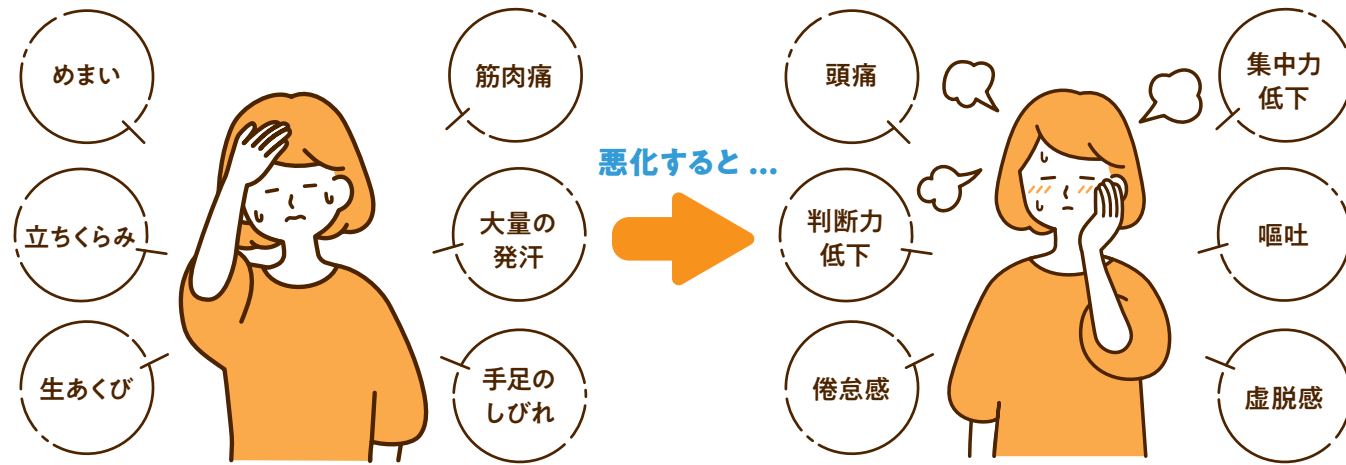 めまい
立ちくらみ
生あくび
筋肉痛
大量の
発汗
手足の
しびれ
悪化すると...
頭痛
判断力
低下
倦怠感
集中力
低下
嘔吐
虚脱感